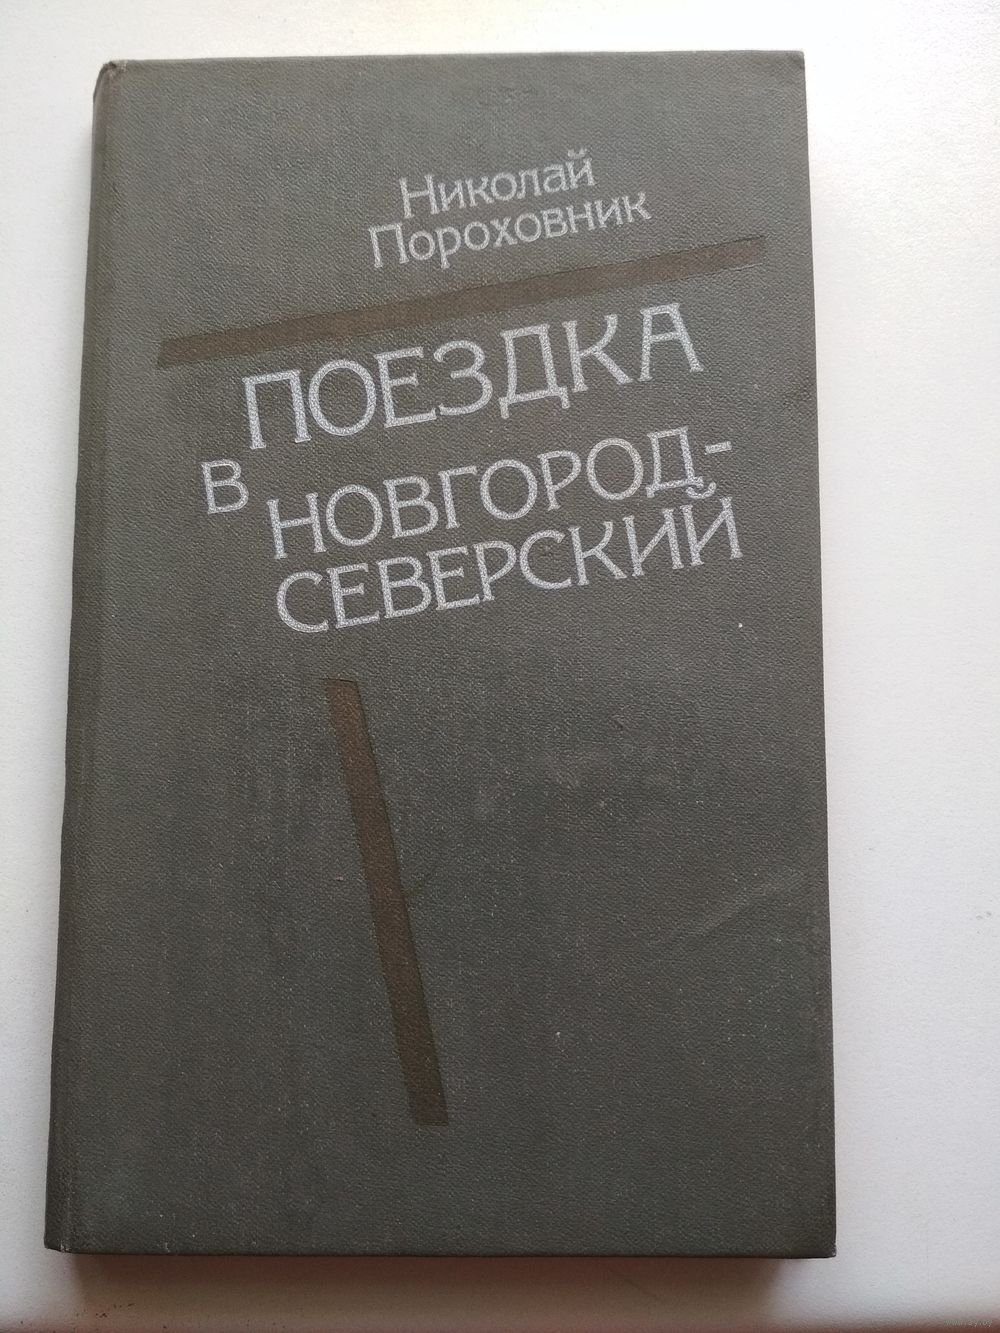 Николай
Пороховник
ПОЕЗДКА
В НОВГОРОД-
СЕВЕРСКИЙ